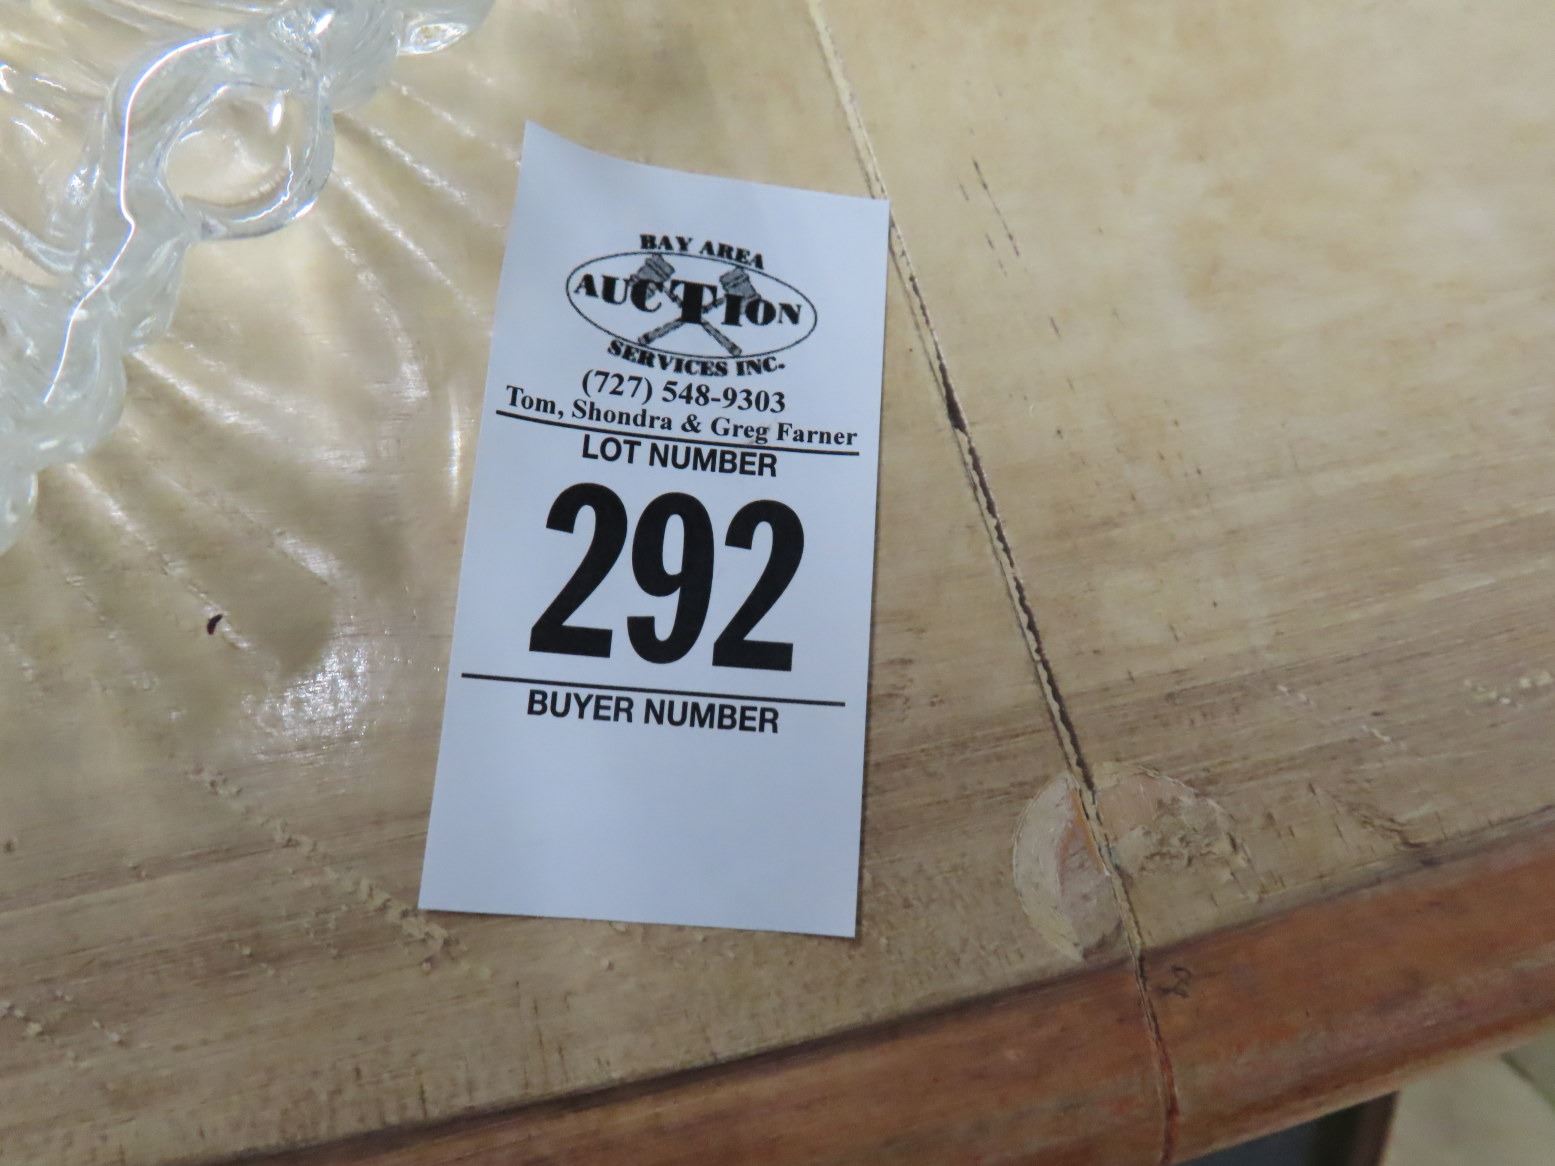 BAY AREA
AUCTION
SERVICES INC.
(727) 548-9303
Tom, Shondra & Greg Farner
LOT NUMBER
292
BUYER NUMBER